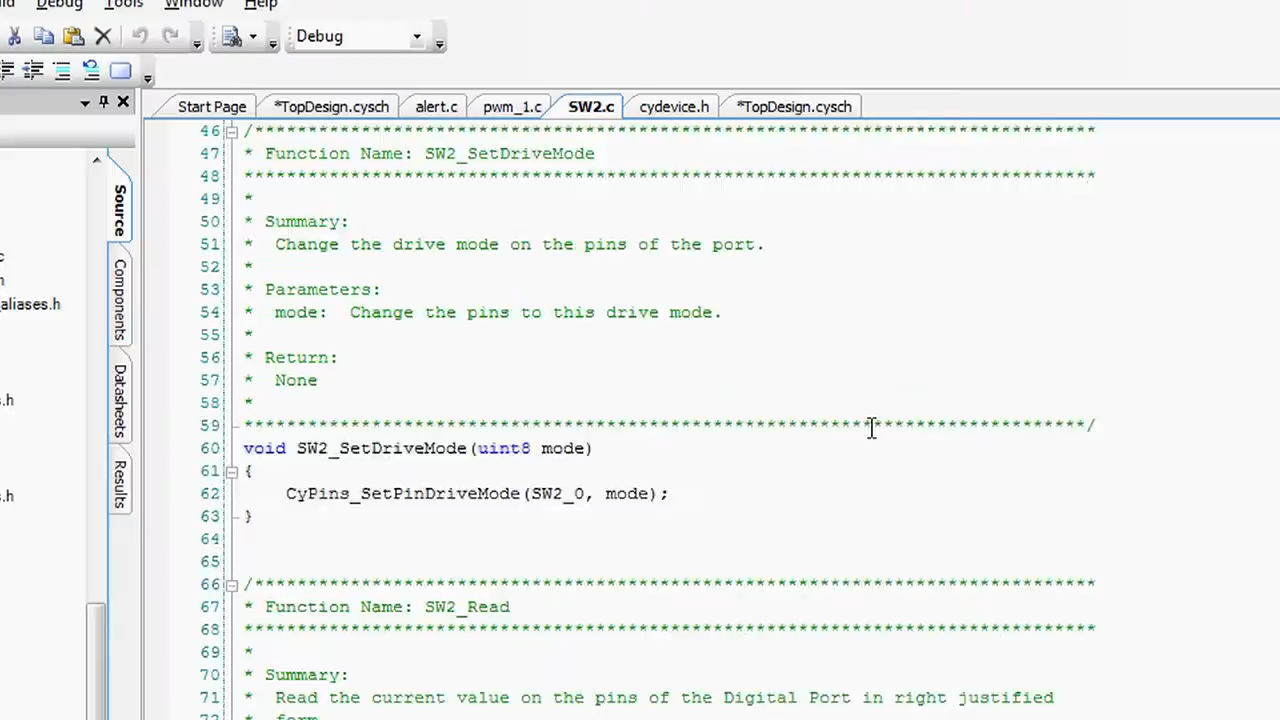 Debug Tools Window Help
Debug
Start Page *TopDesign.cysch alert.c pwm_1.c SW2.c cydevice.h *TopDesign.cysch
Source
Components
Datasheets
Results
aliases.h
.h
.h
46 /********************************************************************************
47 * Function Name: SW2_SetDriveMode
48 ********************************************************************************
49 *
50 * Summary:
51 *  Change the drive mode on the pins of the port.
52 *
53 * Parameters:
54 *  mode:  Change the pins to this drive mode.
55 *
56 * Return:
57 *  None
58 *
59 *******************************************************************************/
60 void SW2_SetDriveMode(uint8 mode)
61 {
62     CyPins_SetPinDriveMode(SW2_0, mode);
63 }
64
65
66 /********************************************************************************
67 * Function Name: SW2_Read
68 ********************************************************************************
69 *
70 * Summary:
71 *  Read the current value on the pins of the Digital Port in right justified